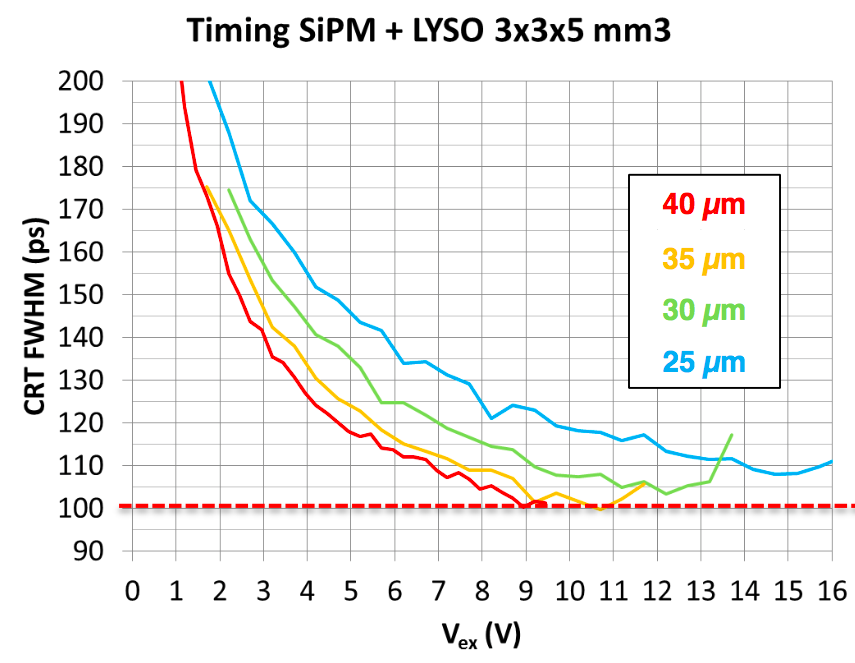 Timing SiPM + LYSO 3x3x5 mm3
200
190
180
170
160
150
140
130
120
110
100
90
CRT FWHM (ps)
40 µm
35 µm
30 µm
25 µm
0 1 2 3 4 5 6 7 8 9 10 11 12 13 14 15 16
Vex (V)